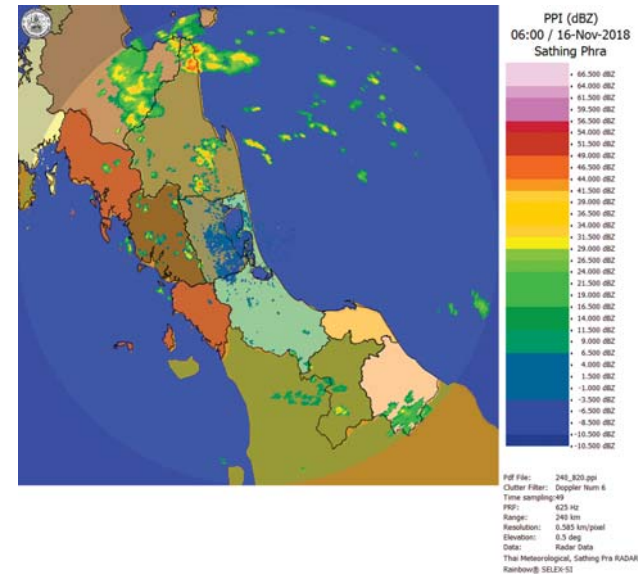 PPI (dBZ)
06:00 / 16-Nov-2018
Sathing Phra
66.500 dBZ
64.000 dBZ
61.500 dBZ
59.000 dBZ
56.500 dBZ
54.000 dBZ
51.500 dBZ
49.000 dBZ
46.500 dBZ
44.000 dBZ
41.500 dBZ
39.000 dBZ
36.500 dBZ
34.000 dBZ
31.500 dBZ
29.000 dBZ
26.500 dBZ
24.000 dBZ
21.500 dBZ
19.000 dBZ
16.500 dBZ
14.000 dBZ
11.500 dBZ
9.000 dBZ
6.500 dBZ
4.000 dBZ
1.500 dBZ
-1.000 dBZ
-3.500 dBZ
-6.500 dBZ
-8.500 dBZ
-10.500 dBZ
-10.500 dBZ
Pdf File: 240_820.ppi
Clutter Filter: Doppler Num 6
Time sampling:49
PRF: 625 Hz
Range: 240 km
Resolution: 0.585 km/pixel
Elevation: 0.5 deg
Data: Radar Data
Thai Meteorological, Sathing Pra RADAR
Rainbow® SELEX-SI